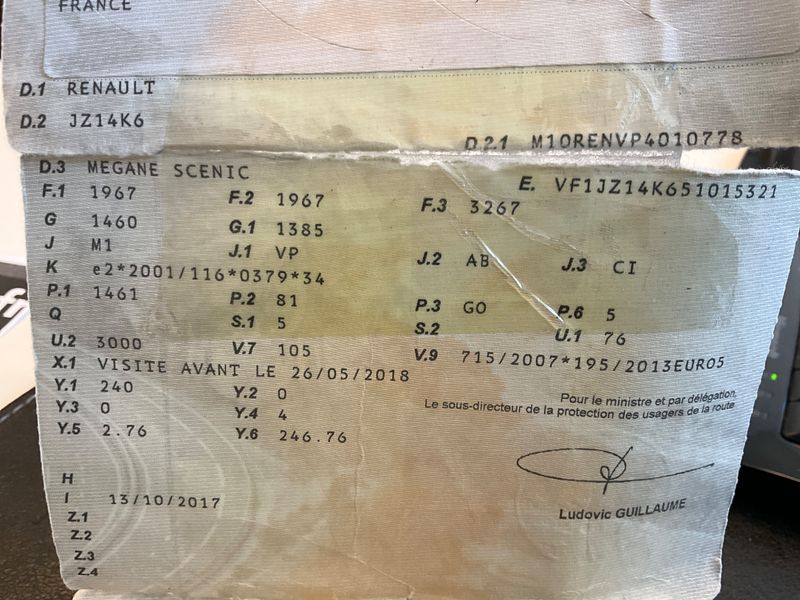 FRANCE
D.1 RENAULT
D.2 JZ14K6
D.2.1 M10RENVP4010778
D.3 MEGANE SCENIC
E. VF1JZ14K651015321
F.1 1967 F.2 1967 F.3 3267
G 1460 G.1 1385
J M1 J.1 VP J.2 AB J.3 CI
K e2*2001/116*0379*34
P.1 1461 P.2 81 P.3 GO P.6 5
Q S.1 5 S.2 U.1 76
U.2 3000 V.7 105 V.9 715/2007*195/2013EURO5
X.1 VISITE AVANT LE 26/05/2018
Y.1 240 Y.2 0
Y.3 0 Y.4 4
Y.5 2.76 Y.6 246.76
Pour le ministre et par délégation,
Le sous-directeur de la protection des usagers de la route
H
I 13/10/2017
Z.1
Z.2
Z.3
Z.4
Ludovic GUILLAUME